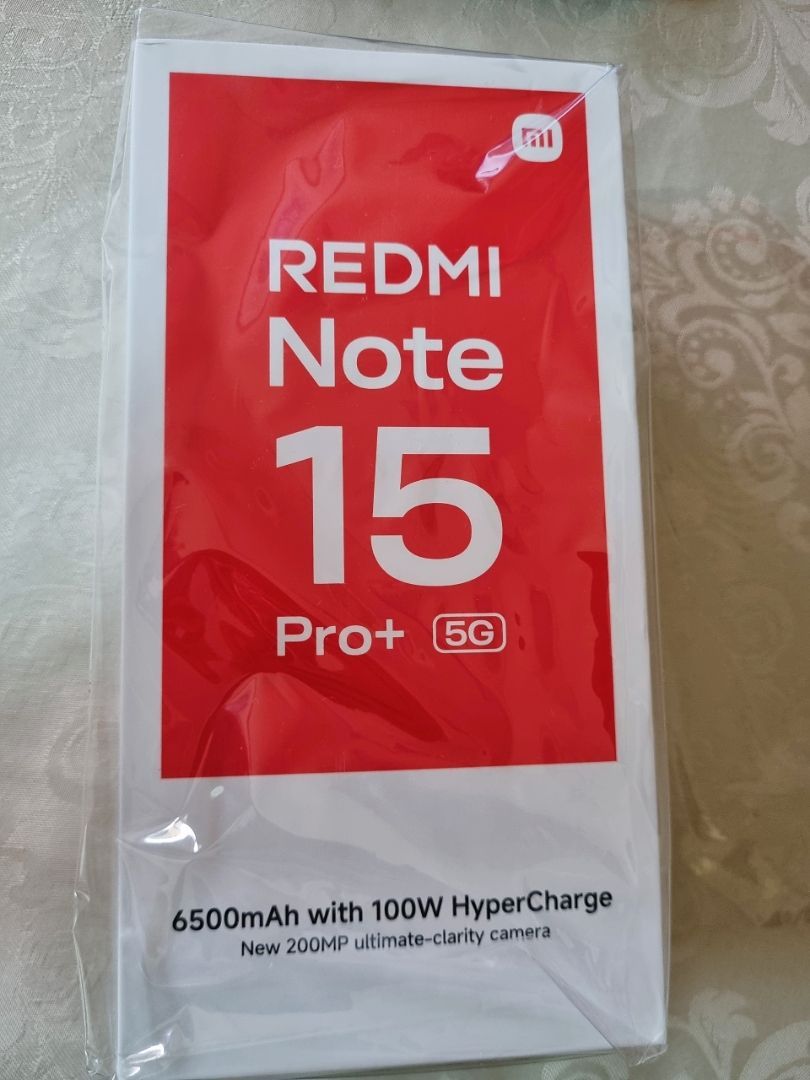 mi
REDMI
Note
15
Pro+ 5G
6500mAh with 100W HyperCharge
New 200MP ultimate-clarity camera